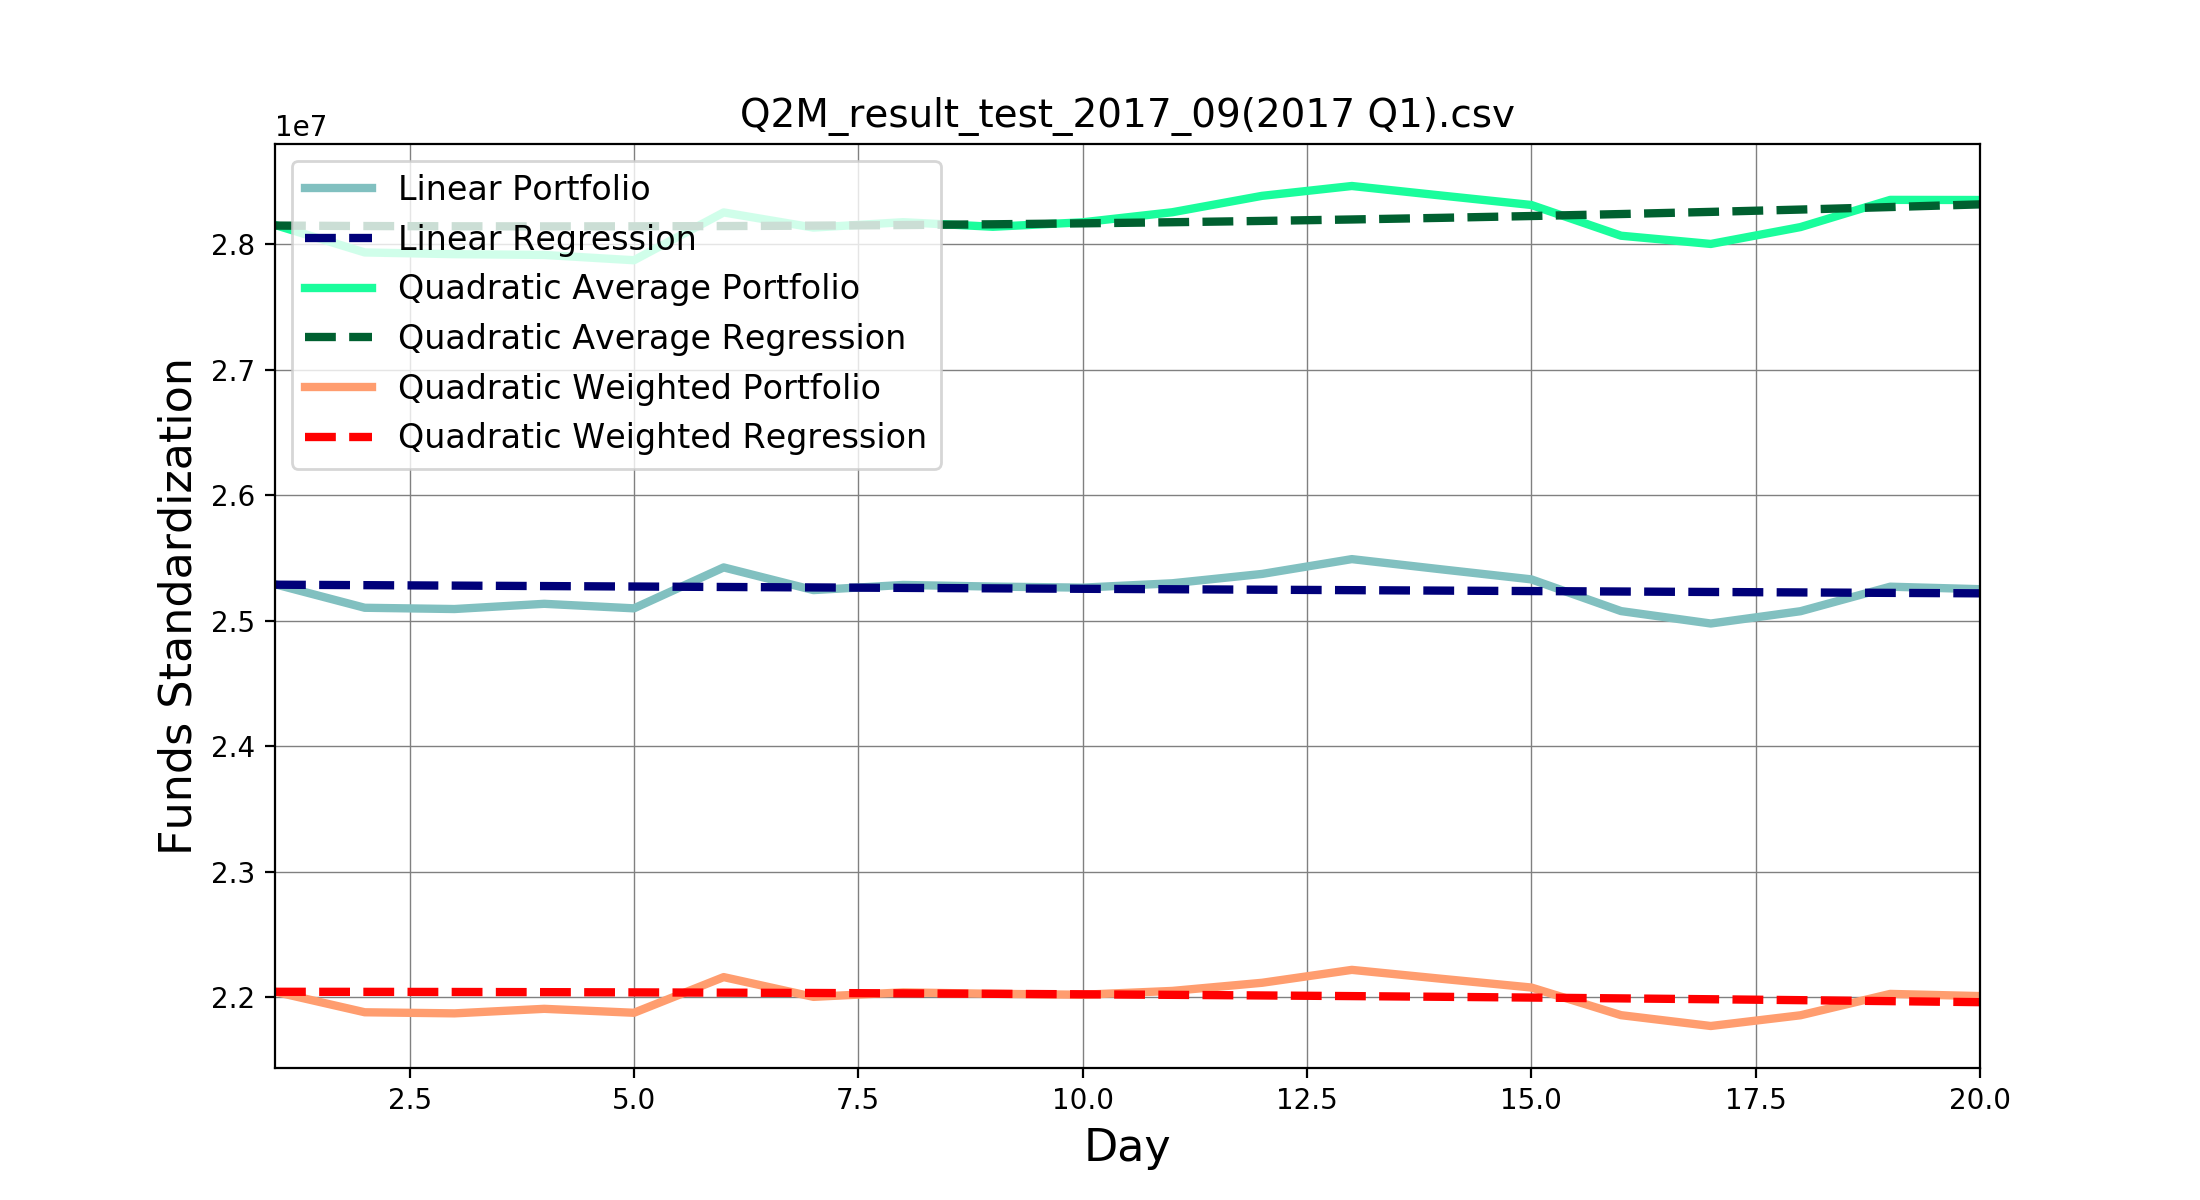 Q2M_result_test_2017_09(2017 Q1).csv
1e7
Linear Portfolio
Linear Regression
Quadratic Average Portfolio
Quadratic Average Regression
Quadratic Weighted Portfolio
Quadratic Weighted Regression
2.8
2.7
2.6
2.5
2.4
2.3
2.2
Funds Standardization
2.5 5.0 7.5 10.0 12.5 15.0 17.5 20.0
Day